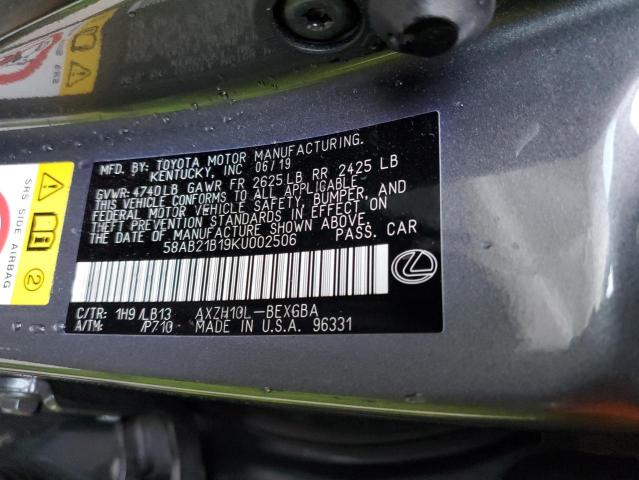 MFD. BY: TOYOTA MOTOR MANUFACTURING.
KENTUCKY, INC 06/19
GVWR: 4740LB GAWR FR 2625LB RR 2425 LB
THIS VEHICLE CONFORMS TO ALL APPLICABLE
FEDERAL MOTOR VEHICLE SAFETY, BUMPER, AND
THEFT PREVENTION STANDARDS IN EFFECT ON
THE DATE OF MANUFACTURE SHOWN ABOVE.
58AB21B19KU002506 PASS. CAR
C/TR: 1H9/LB13 AXZH10L-BEXGBA
A/TM: /P710 MADE IN U.S.A. 96331
SRS SIDE AIRBAG
2